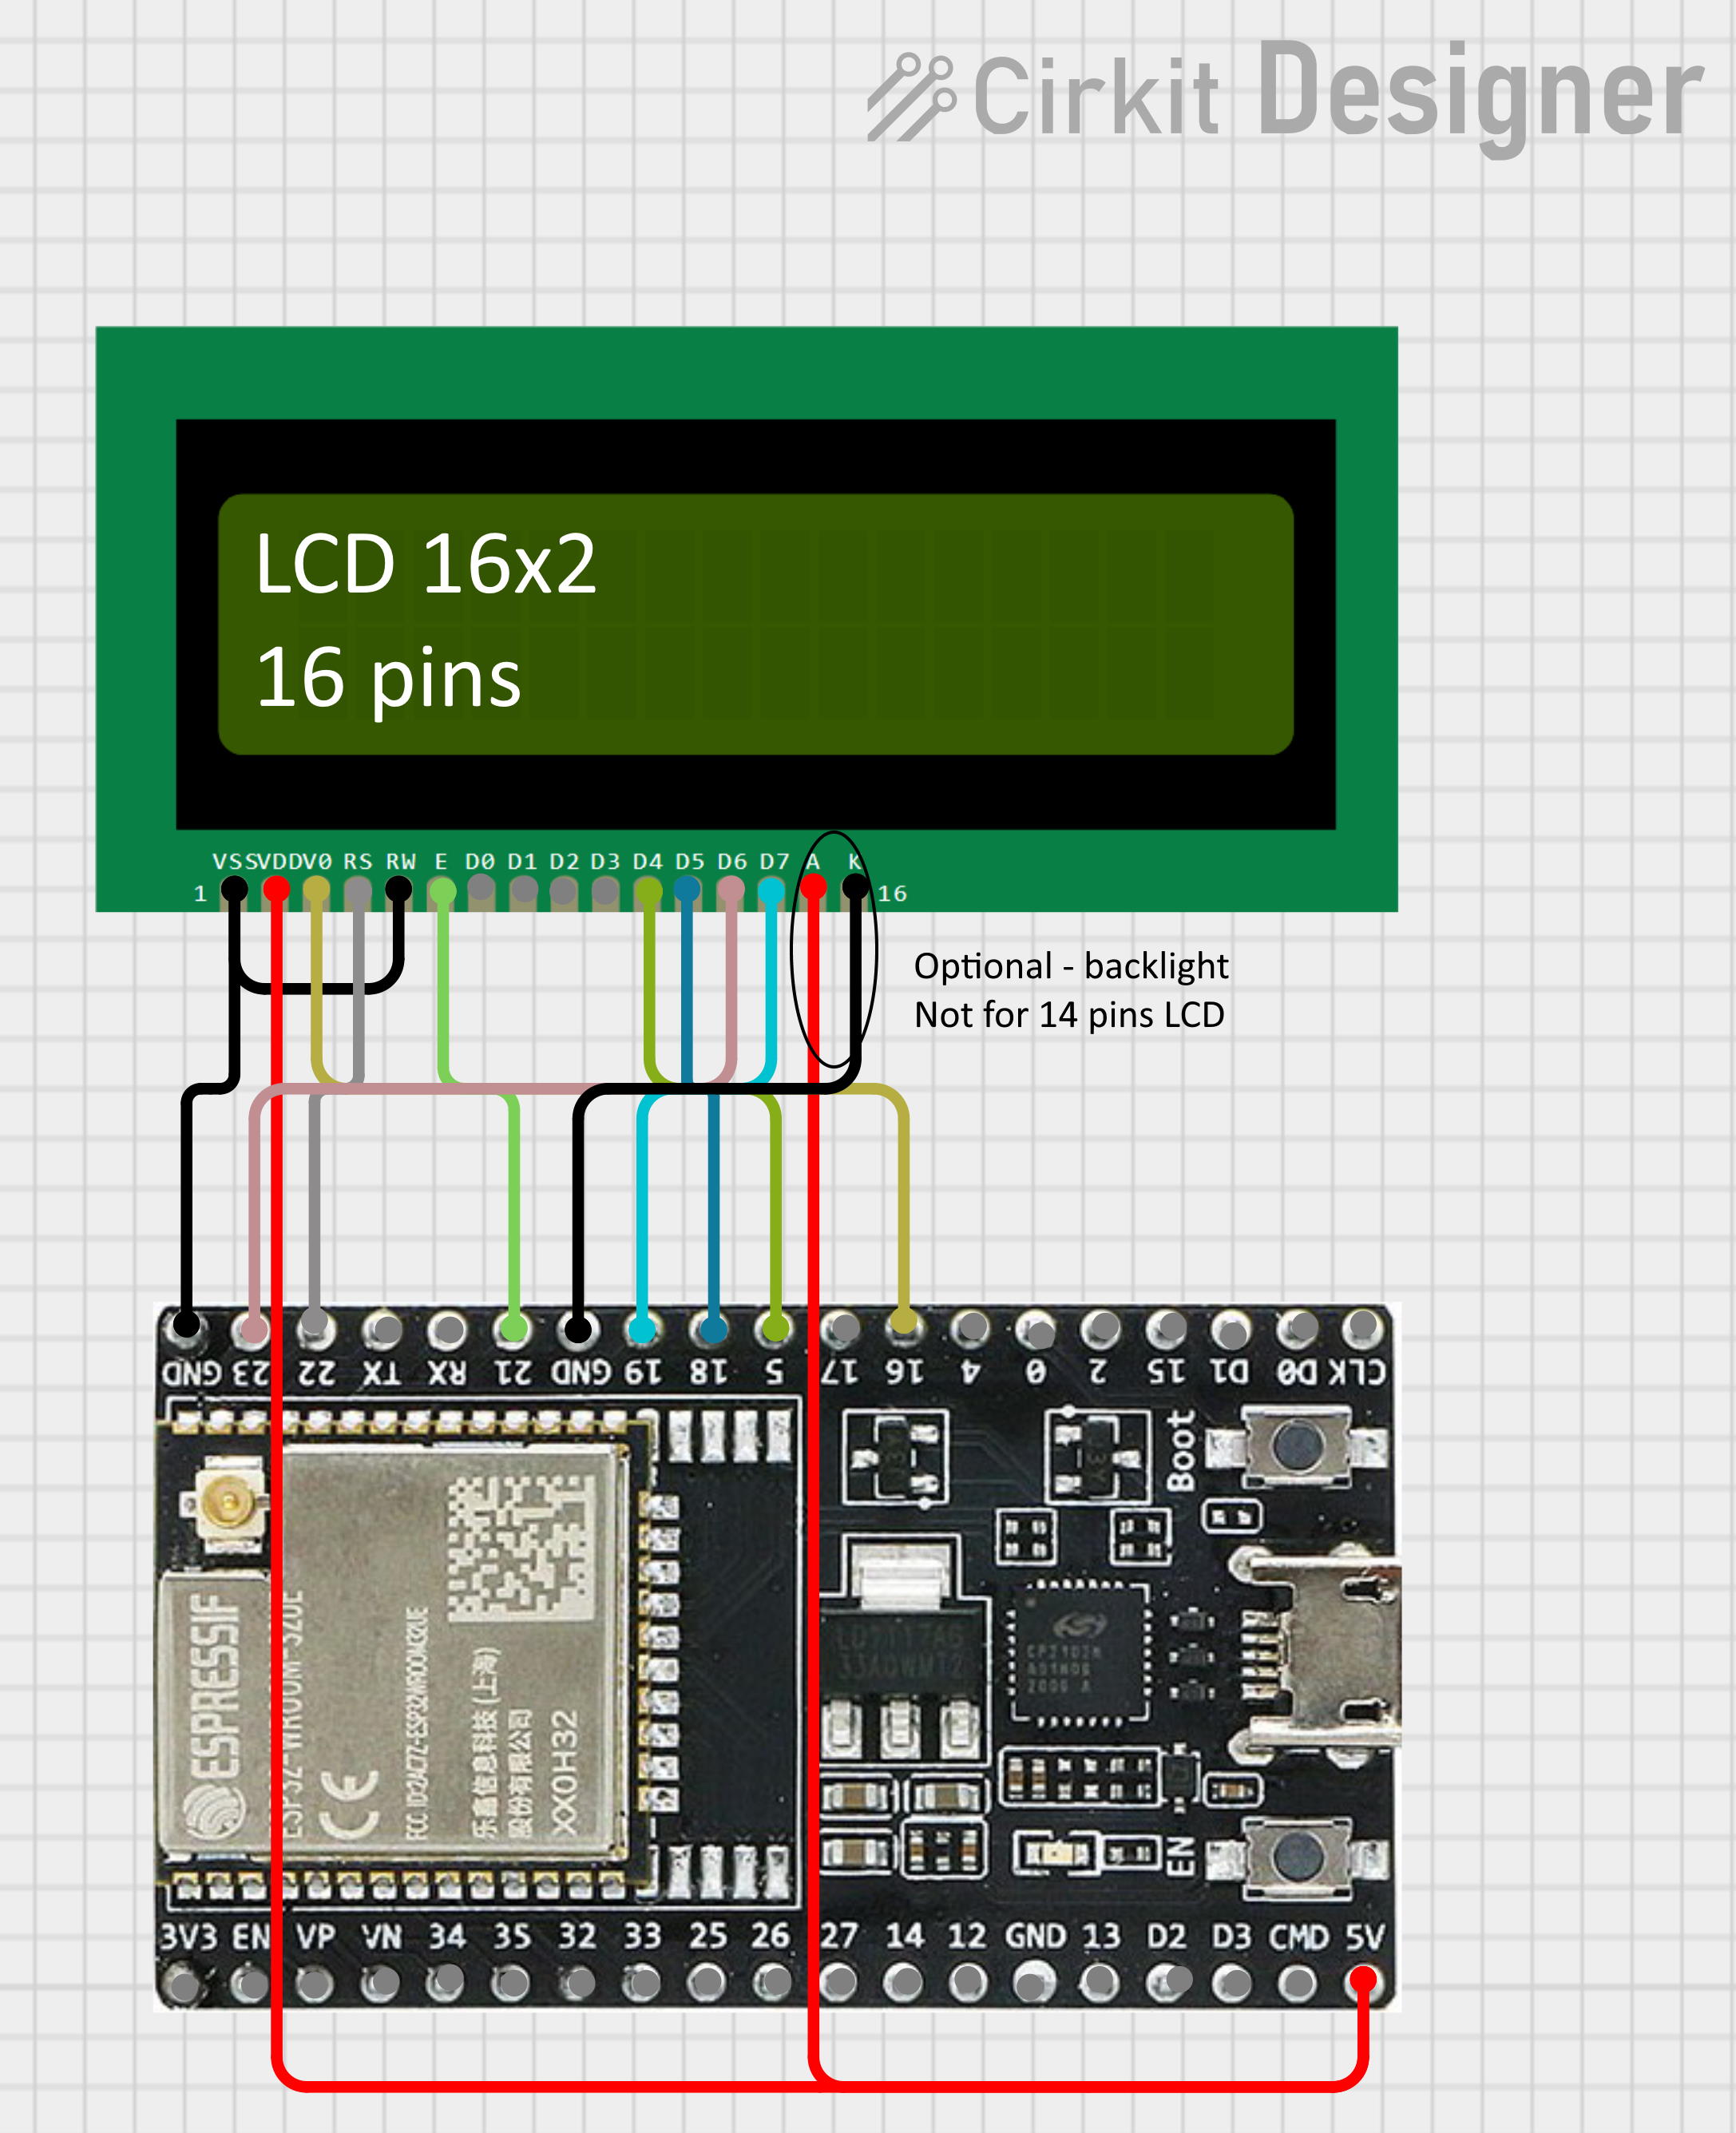 Cirkit Designer
LCD 16x2
16 pins
VSS VDD V0 RS RW E D0 D1 D2 D3 D4 D5 D6 D7 A K
1
16
Optional - backlight
Not for 14 pins LCD
GND 23 22 TX RX 21 GND 19 18 5 17 16 4 0 2 15 D1 D0 CLK
Boot
ESPRESSIF
ESP32-WROOM-32UE
CE
乐鑫信息科技(上海)
股份有限公司
XX0H32
EN
3V3 EN VP VN 34 35 32 33 25 26 27 14 12 GND 13 D2 D3 CMD 5V